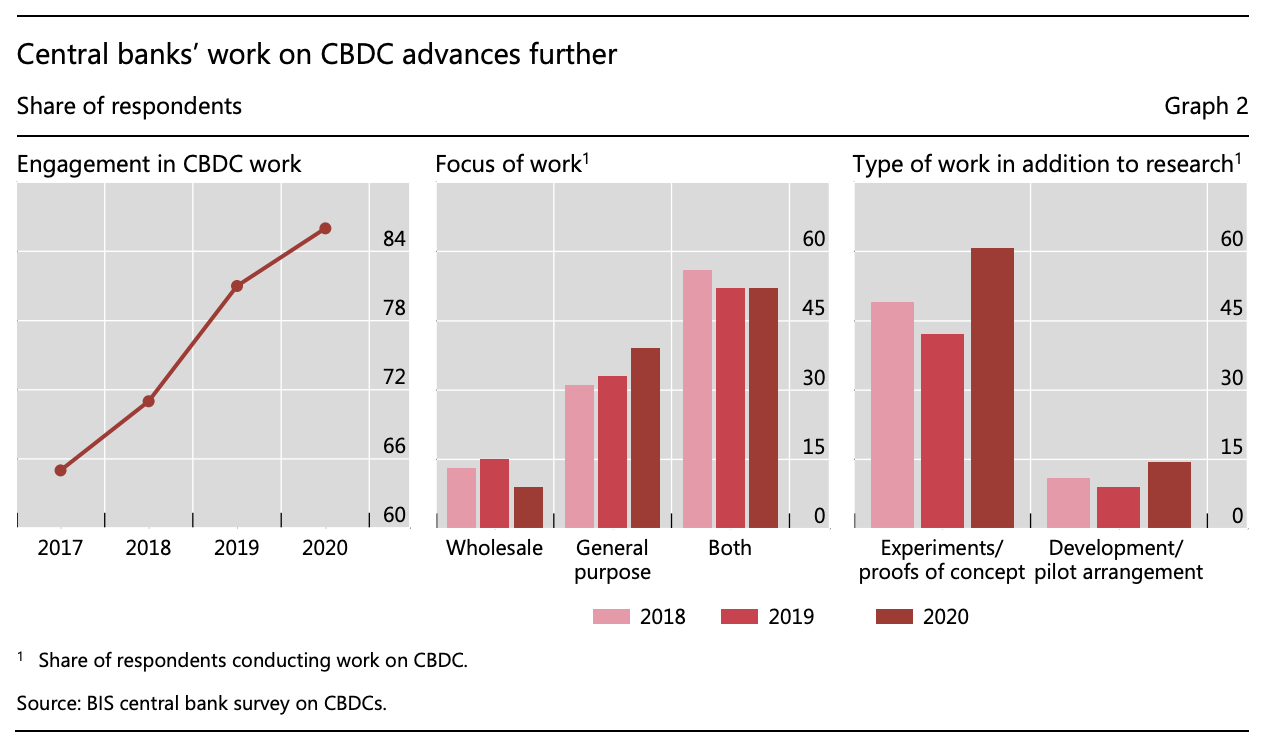 Central banks’ work on CBDC advances further
Share of respondents
Graph 2
Engagement in CBDC work
84
78
72
66
60
2017 2018 2019 2020
Focus of work¹
60
45
30
15
0
Wholesale General Both
purpose
Type of work in addition to research¹
60
45
30
15
0
Experiments/ Development/
proofs of concept pilot arrangement
2018 2019 2020
¹ Share of respondents conducting work on CBDC.
Source: BIS central bank survey on CBDCs.